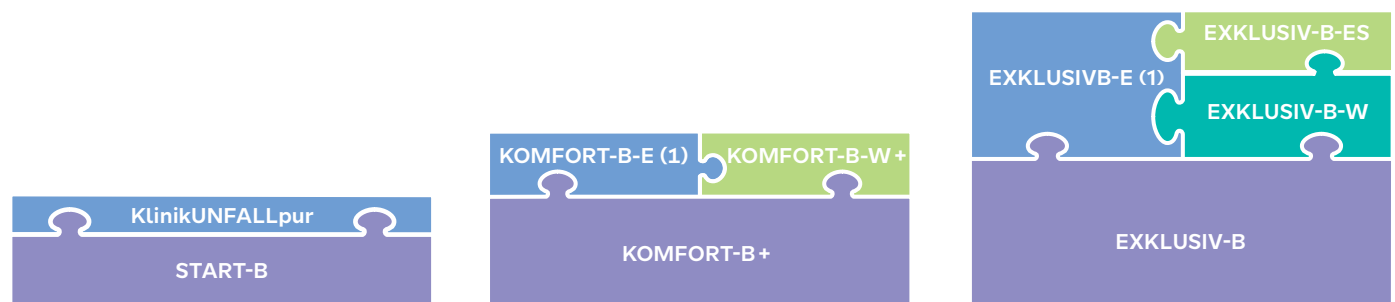 KlinikUNFALLpur
START-B
KOMFORT-B-E (1)
KOMFORT-B-W +
KOMFORT-B +
EXKLUSIVB-E (1)
EXKLUSIV-B-ES
EXKLUSIV-B-W
EXKLUSIV-B